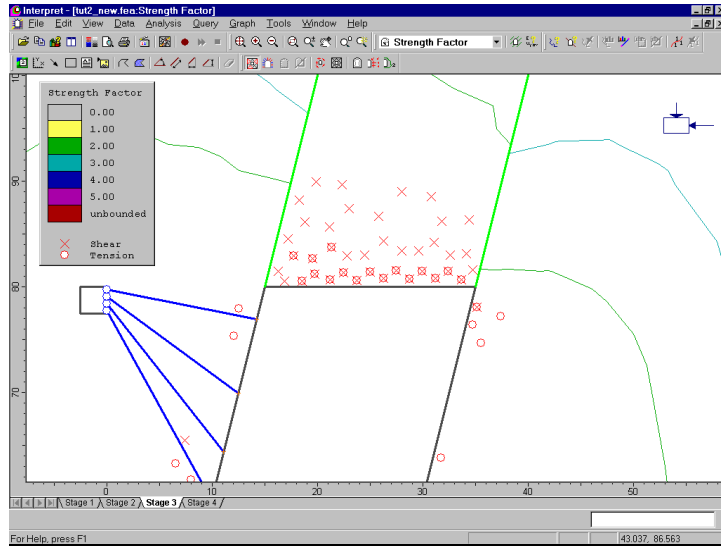 Interpret - [tut2_new.fea:Strength Factor]
File Edit View Data Analysis Query Graph Tools Window Help
Strength Factor
Strength Factor
0.00
1.00
2.00
3.00
4.00
5.00
unbounded
Shear
Tension
90
80
70
0 10 20 30 40 50
Stage 1 Stage 2 Stage 3 Stage 4
For Help, press F1
43.037, 86.563